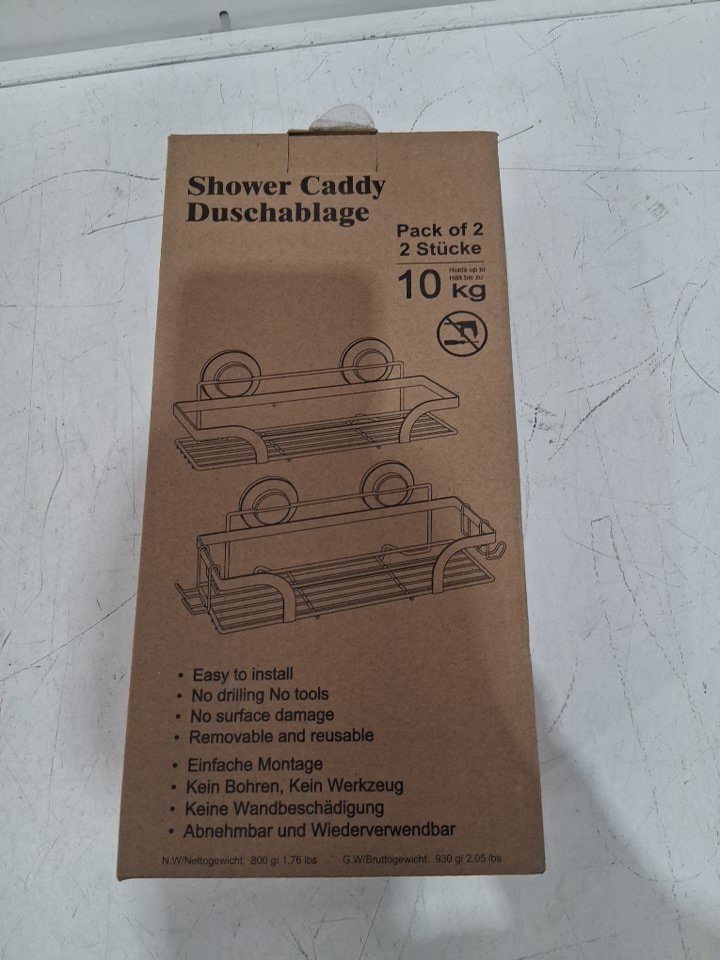 Shower Caddy
Duschablage
Pack of 2
2 Stücke
Holds up to
Hält bis zu
10 kg
• Easy to install
• No drilling No tools
• No surface damage
• Removable and reusable
• Einfache Montage
• Kein Bohren, Kein Werkzeug
• Keine Wandbeschädigung
• Abnehmbar und Wiederverwendbar
N.W/Nettogewicht: 800 g/ 1.76 lbs G.W/Bruttogewicht: 930 g/ 2.05 lbs